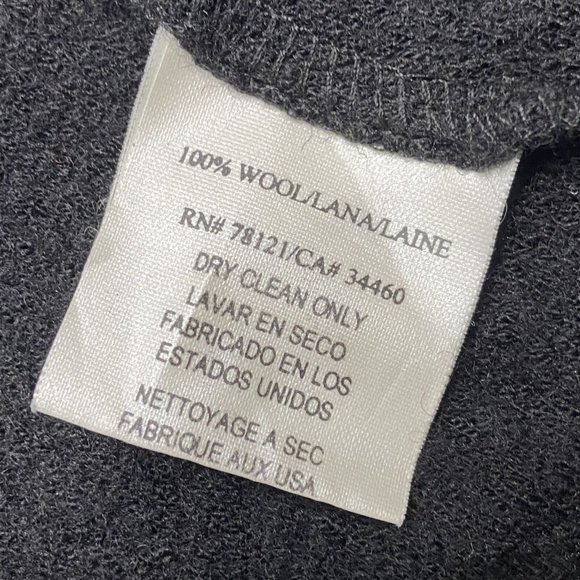 100% WOOL/LANA/LAINE
RN# 78121/CA# 34460
DRY CLEAN ONLY
LAVAR EN SECO
FABRICADO EN LOS
ESTADOS UNIDOS
NETTOYAGE A SEC
FABRIQUE AUX USA